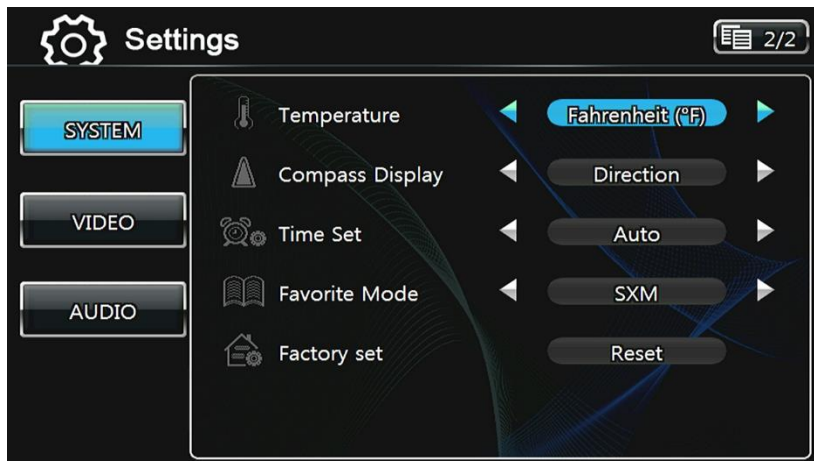 Settings
2/2
SYSTEM
VIDEO
AUDIO
Temperature Fahrenheit (°F)
Compass Display Direction
Time Set Auto
Favorite Mode SXM
Factory set Reset